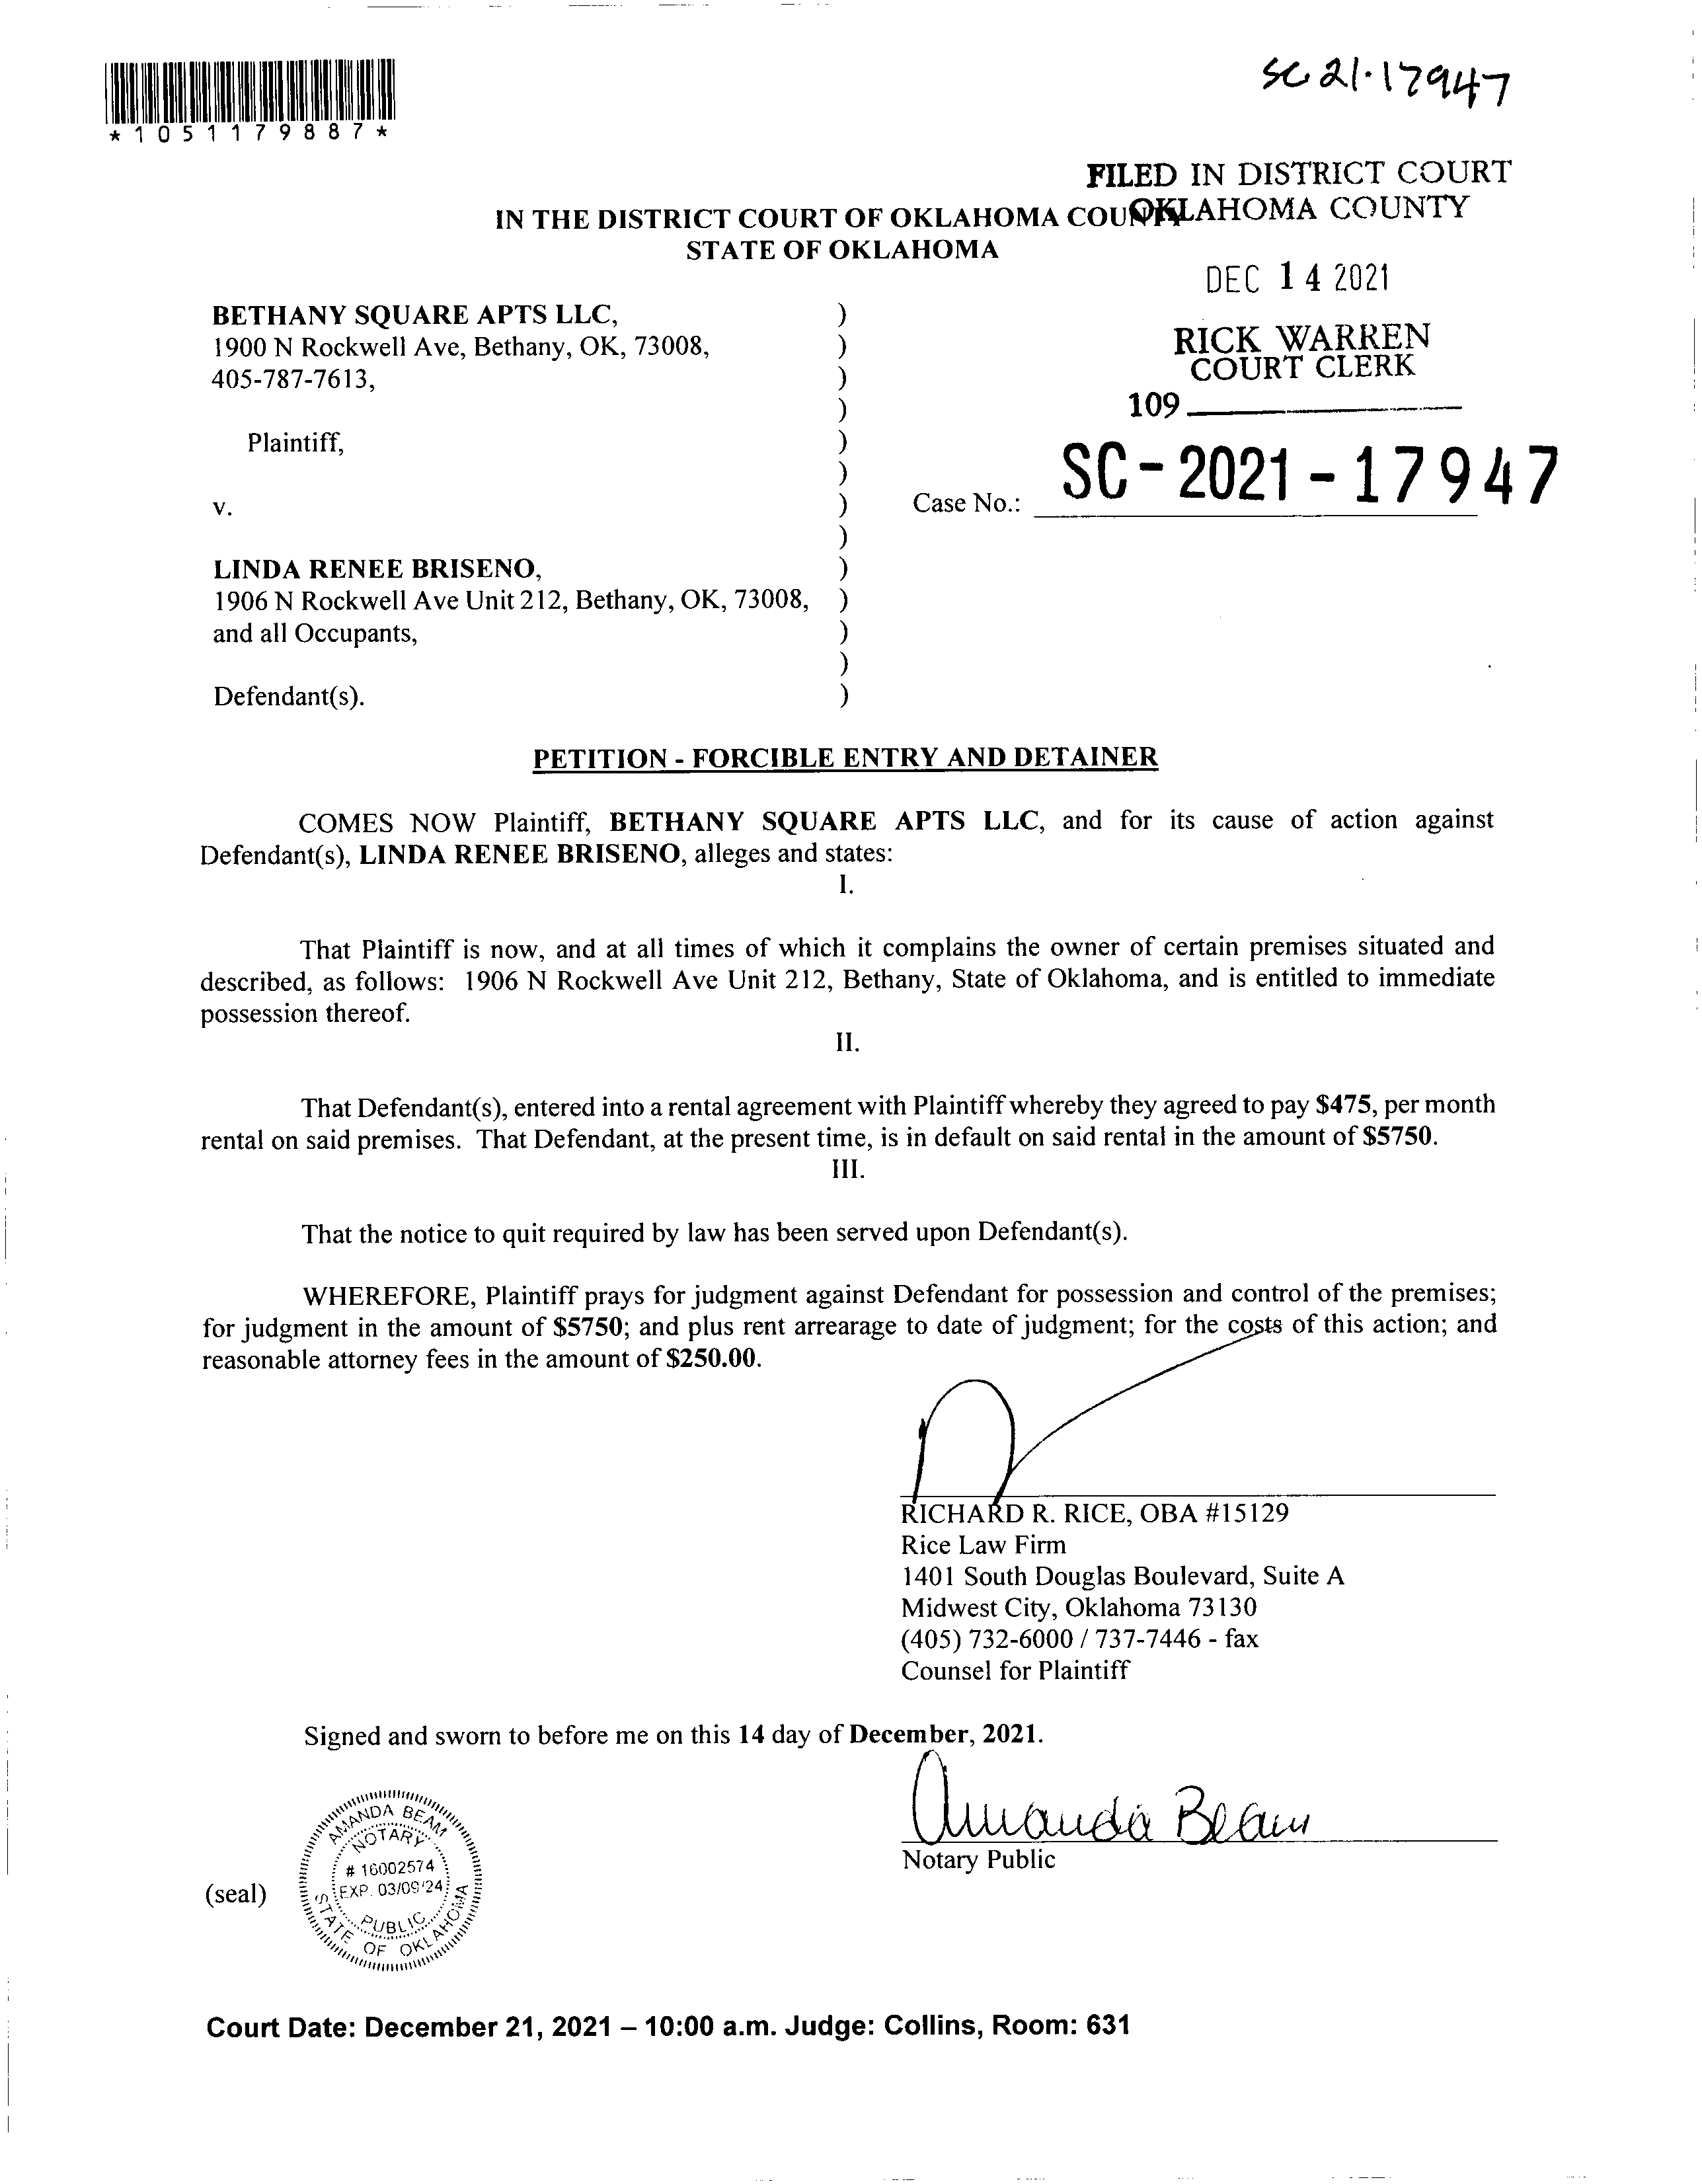 SC 21-17947
*1051179887*
FILED IN DISTRICT COURT
OKLAHOMA COUNTY
IN THE DISTRICT COURT OF OKLAHOMA COUNTY
STATE OF OKLAHOMA
DEC 14 2021
BETHANY SQUARE APTS LLC, )
1900 N Rockwell Ave, Bethany, OK, 73008, )
405-787-7613, )
)
RICK WARREN
COURT CLERK
109
Plaintiff, )
)
v. )
Case No.: SC-2021-17947
)
LINDA RENEE BRISENO, )
1906 N Rockwell Ave Unit 212, Bethany, OK, 73008, )
and all Occupants, )
)
Defendant(s). )
PETITION - FORCIBLE ENTRY AND DETAINER
COMES NOW Plaintiff, BETHANY SQUARE APTS LLC, and for its cause of action against
Defendant(s), LINDA RENEE BRISENO, alleges and states:
I.
That Plaintiff is now, and at all times of which it complains the owner of certain premises situated and
described, as follows: 1906 N Rockwell Ave Unit 212, Bethany, State of Oklahoma, and is entitled to immediate
possession thereof.
II.
That Defendant(s), entered into a rental agreement with Plaintiff whereby they agreed to pay $475, per month
rental on said premises. That Defendant, at the present time, is in default on said rental in the amount of $5750.
III.
That the notice to quit required by law has been served upon Defendant(s).
WHEREFORE, Plaintiff prays for judgment against Defendant for possession and control of the premises;
for judgment in the amount of $5750; and plus rent arrearage to date of judgment; for the costs of this action; and
reasonable attorney fees in the amount of $250.00.
RICHARD R. RICE, OBA #15129
Rice Law Firm
1401 South Douglas Boulevard, Suite A
Midwest City, Oklahoma 73130
(405) 732-6000 / 737-7446 - fax
Counsel for Plaintiff
Signed and sworn to before me on this 14 day of December, 2021.
Amanda Beam
Notary Public
(seal)
AMANDA BEAM
NOTARY
# 16002574
EXP. 03/09/24
PUBLIC
STATE OF OKLAHOMA
Court Date: December 21, 2021 – 10:00 a.m. Judge: Collins, Room: 631